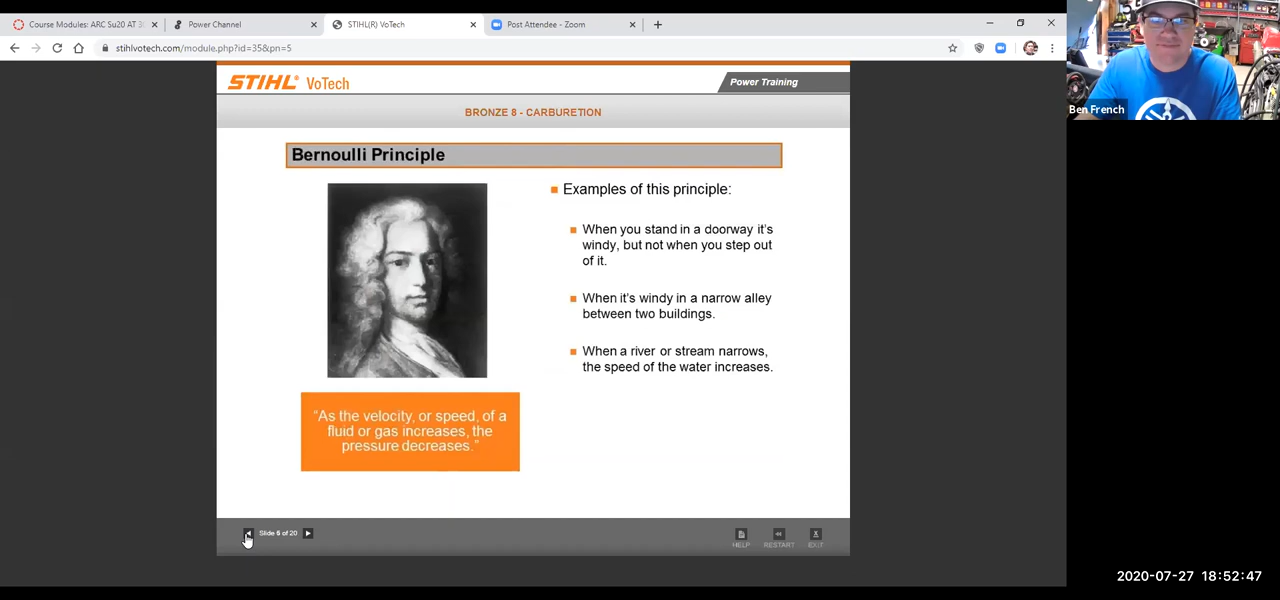 Course Modules: ARC Su20 AT 3
Power Channel
STIHL(R) VoTech
Post Attendee - Zoom
stihlvotech.com/module.php?id=35&pn=5
STIHL® VoTech
Power Training
BRONZE 8 - CARBURETION
Bernoulli Principle
Examples of this principle:
When you stand in a doorway it's
windy, but not when you step out
of it.
When it's windy in a narrow alley
between two buildings.
When a river or stream narrows,
the speed of the water increases.
"As the velocity, or speed, of a
fluid or gas increases, the
pressure decreases."
Slide 5 of 20
HELP
RESTART
EXIT
Ben French
2020-07-27 18:52:47